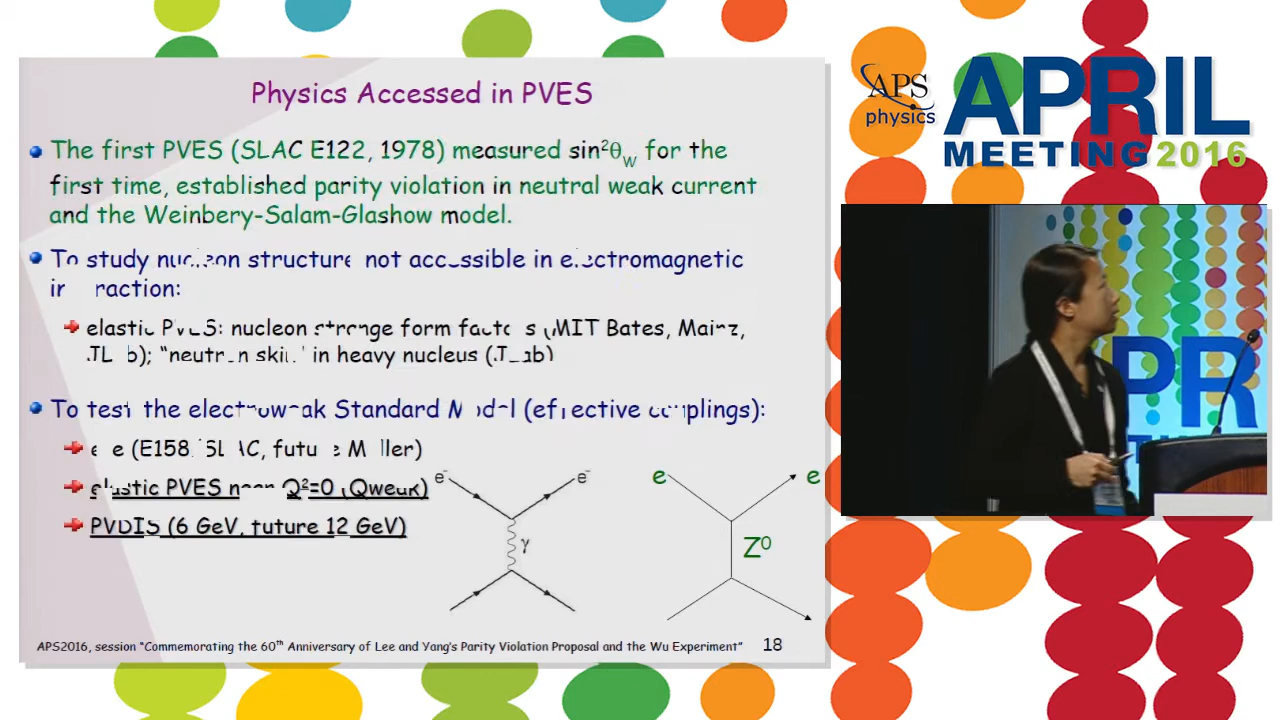 Physics Accessed in PVES
The first PVES (SLAC E122, 1978) measured sin²θw for the
first time, established parity violation in neutral weak current
and the Weinbery-Salam-Glashow model.
To study nucleon structure not accessible in electromagnetic
interaction:
elastic PVES: nucleon strange form factors (MIT Bates, Mainz,
JLab); "neutron skin" in heavy nucleus (JLab)
To test the electroweak Standard Model (effective couplings):
e e (E158/SLAC, future Moller)
elastic PVES near Q²=0 (Qweak)
PVDIS (6 GeV, future 12 GeV)
e⁻ e⁻
γ
e e
Z⁰
APS2016, session "Commemorating the 60th Anniversary of Lee and Yang's Parity Violation Proposal and the Wu Experiment" 18
APS
physics
APRIL
MEETING 2016
PR